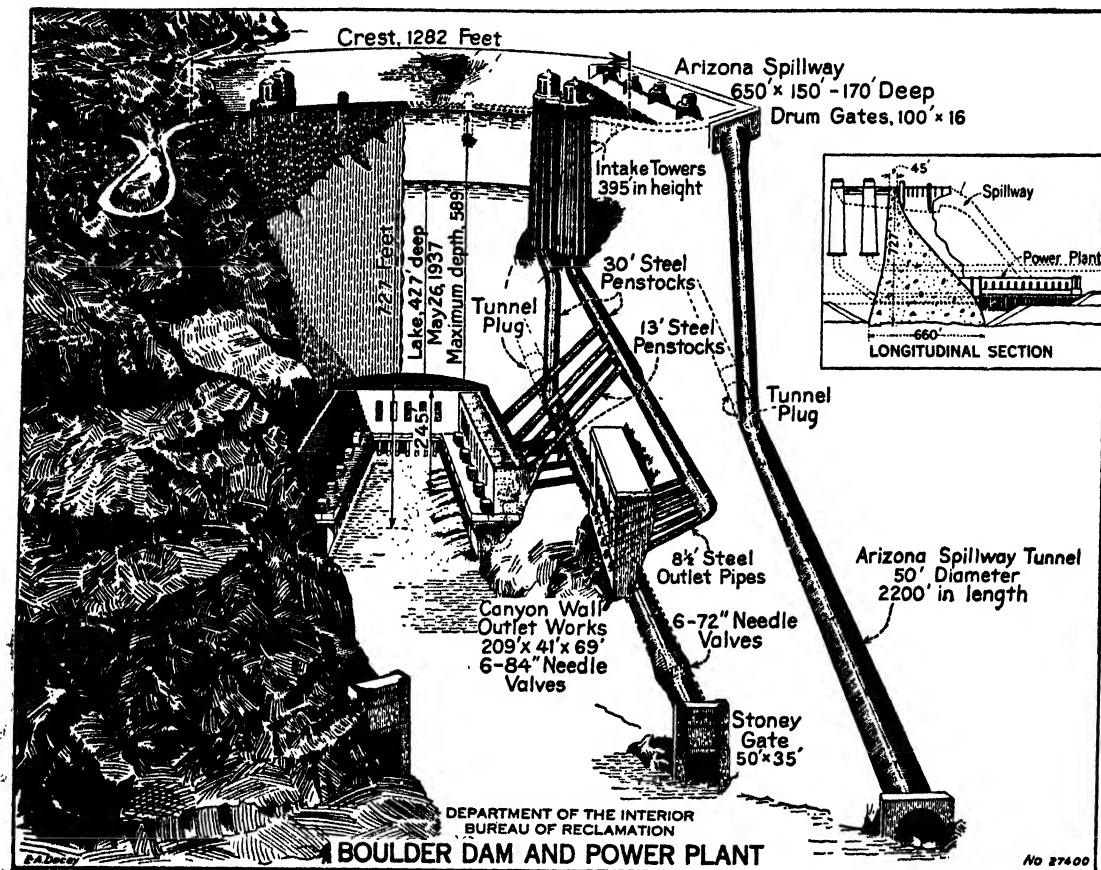 Crest, 1282 Feet
Arizona Spillway
650' × 150' - 170' Deep
Drum Gates, 100' × 16
Intake Towers
395' in height
727 Feet
Lake, 427' deep
May, 26, 1937
Maximum depth, 589'
30' Steel
Penstocks
Tunnel
Plug
13' Steel
Penstocks
Tunnel
Plug
245'
8½' Steel
Outlet Pipes
Canyon Wall
Outlet Works
209' x 41' x 69'
6-84" Needle
Valves
6-72" Needle
Valves
Arizona Spillway Tunnel
50' Diameter
2200' in length
Stoney
Gate
50' × 35'
45'
Spillway
727'
Power Plant
660'
LONGITUDINAL SECTION
DEPARTMENT OF THE INTERIOR
BUREAU OF RECLAMATION
BOULDER DAM AND POWER PLANT
No 27400